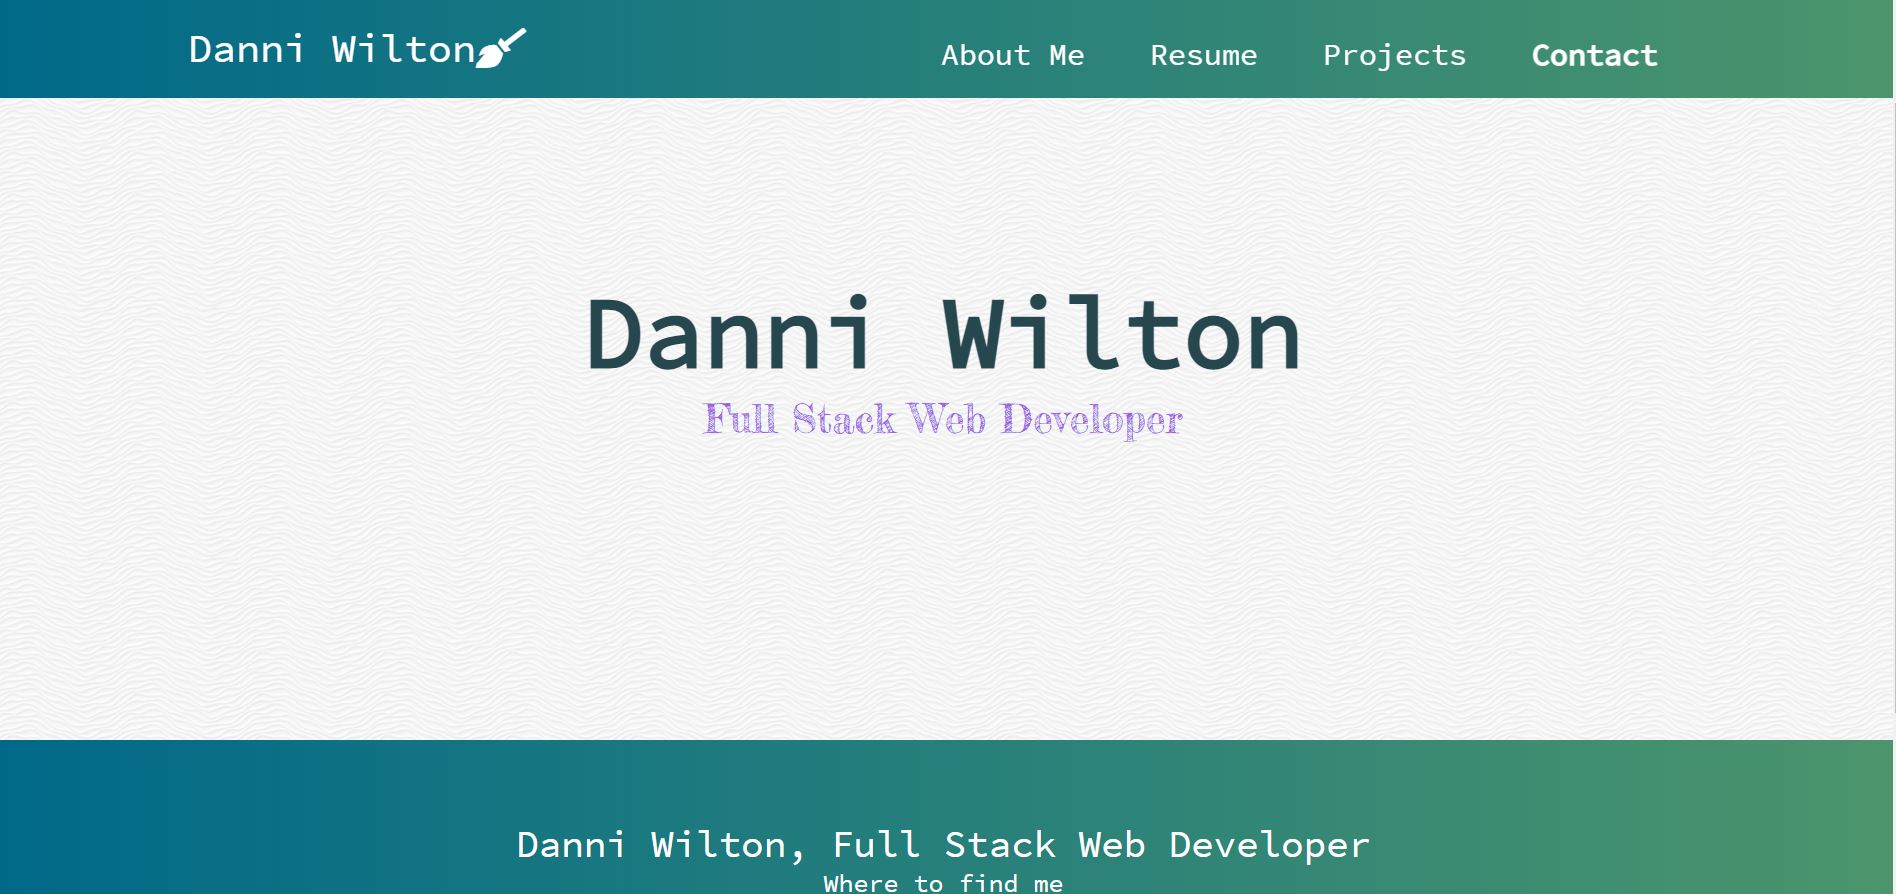 Danni Wilton
About Me Resume Projects Contact
Danni Wilton
Full Stack Web Developer
Danni Wilton, Full Stack Web Developer
Where to find me